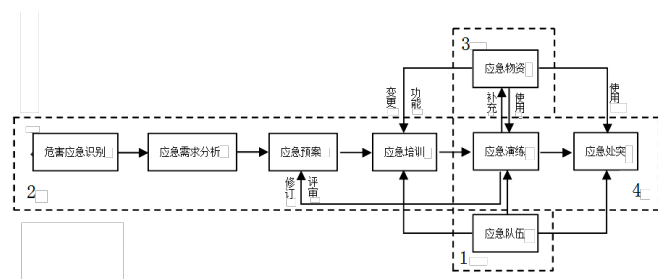 3
应急物资
变更
功能
补充
使用
使用
危害应急识别
应急需求分析
应急预案
应急培训
应急演练
应急处突
2
修订
评审
4
应急队伍
1